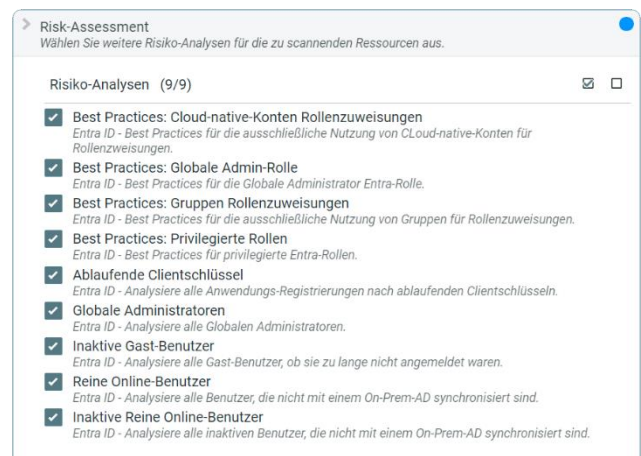 Risk-Assessment
Wählen Sie weitere Risiko-Analysen für die zu scannenden Ressourcen aus.
Risiko-Analysen (9/9)
Best Practices: Cloud-native-Konten Rollenzuweisungen
Entra ID - Best Practices für die ausschließliche Nutzung von CLoud-native-Konten für
Rollenzweisungen.
Best Practices: Globale Admin-Rolle
Entra ID - Best Practices für die Globale Administrator Entra-Rolle.
Best Practices: Gruppen Rollenzuweisungen
Entra ID - Best Practices für die ausschließliche Nutzung von Gruppen für Rollenzuweisungen.
Best Practices: Privilegierte Rollen
Entra ID - Best Practices für privilegierte Entra-Rollen.
Ablaufende Clientschlüssel
Entra ID - Analysiere alle Anwendungs-Registrierungen nach ablaufenden Clientschlüsseln.
Globale Administratoren
Entra ID - Analysiere alle Globalen Administratoren.
Inaktive Gast-Benutzer
Entra ID - Analysiere alle Gast-Benutzer, ob sie zu lange nicht angemeldet waren.
Reine Online-Benutzer
Entra ID - Analysiere alle Benutzer, die nicht mit einem On-Prem-AD synchronisiert sind.
Inaktive Reine Online-Benutzer
Entra ID - Analysiere alle inaktiven Benutzer, die nicht mit einem On-Prem-AD synchronisiert sind.